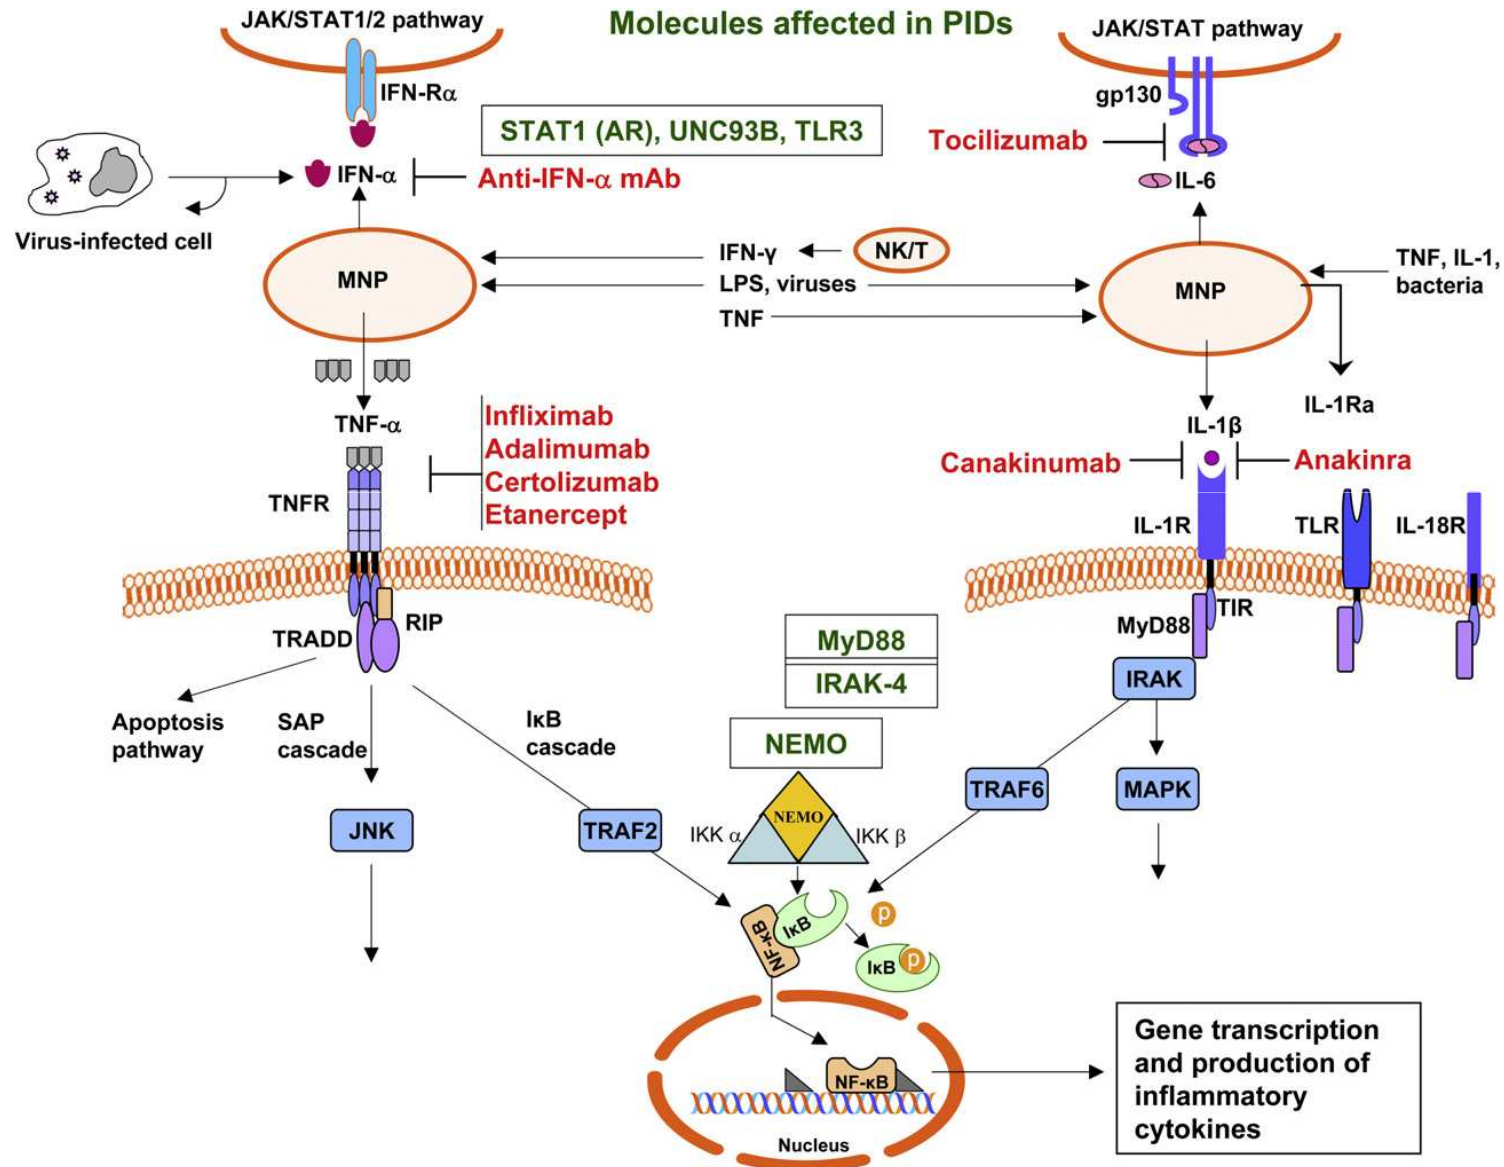 Molecules affected in PIDs
JAK/STAT1/2 pathway
IFN-Rα
STAT1 (AR), UNC93B, TLR3
IFN-α
Anti-IFN-α mAb
Virus-infected cell
MNP
IFN-γ
NK/T
LPS, viruses
TNF
JAK/STAT pathway
gp130
Tocilizumab
IL-6
MNP
TNF, IL-1,
bacteria
IL-1Ra
TNF-α
Infliximab
Adalimumab
Certolizumab
Etanercept
TNFR
IL-1β
Canakinumab
Anakinra
IL-1R
TLR
IL-18R
TRADD
RIP
MyD88
TIR
IRAK
MyD88
IRAK-4
NEMO
Apoptosis
pathway
SAP
cascade
IκB
cascade
JNK
TRAF2
TRAF6
MAPK
NEMO
IKK α
IKK β
NF-κB
IκB
p
IκB
p
NF-κB
Nucleus
Gene transcription
and production of
inflammatory
cytokines